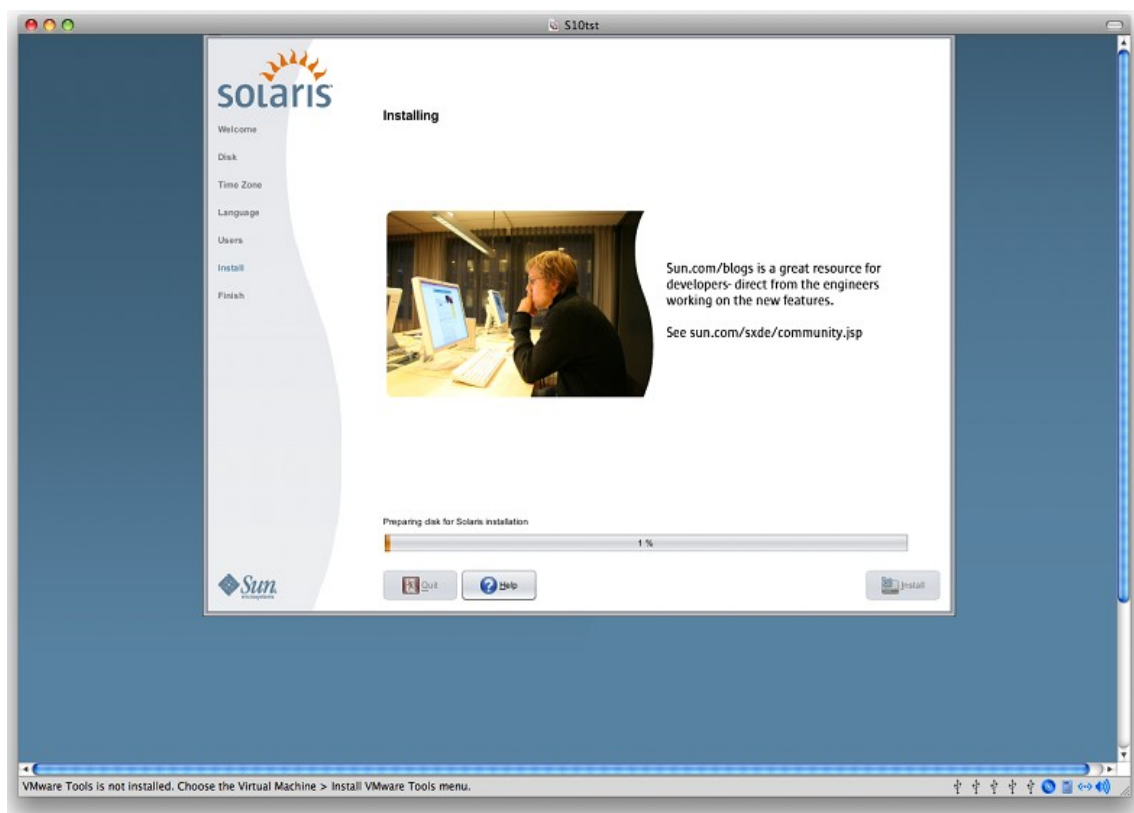 S10tst
solaris
Welcome
Disk
Time Zone
Language
Users
Install
Finish
Installing
Sun.com/blogs is a great resource for
developers- direct from the engineers
working on the new features.
See sun.com/sxde/community.jsp
Preparing disk for Solaris installation
1 %
Sun
microsystems
Quit
Help
Install
VMware Tools is not installed. Choose the Virtual Machine > Install VMware Tools menu.